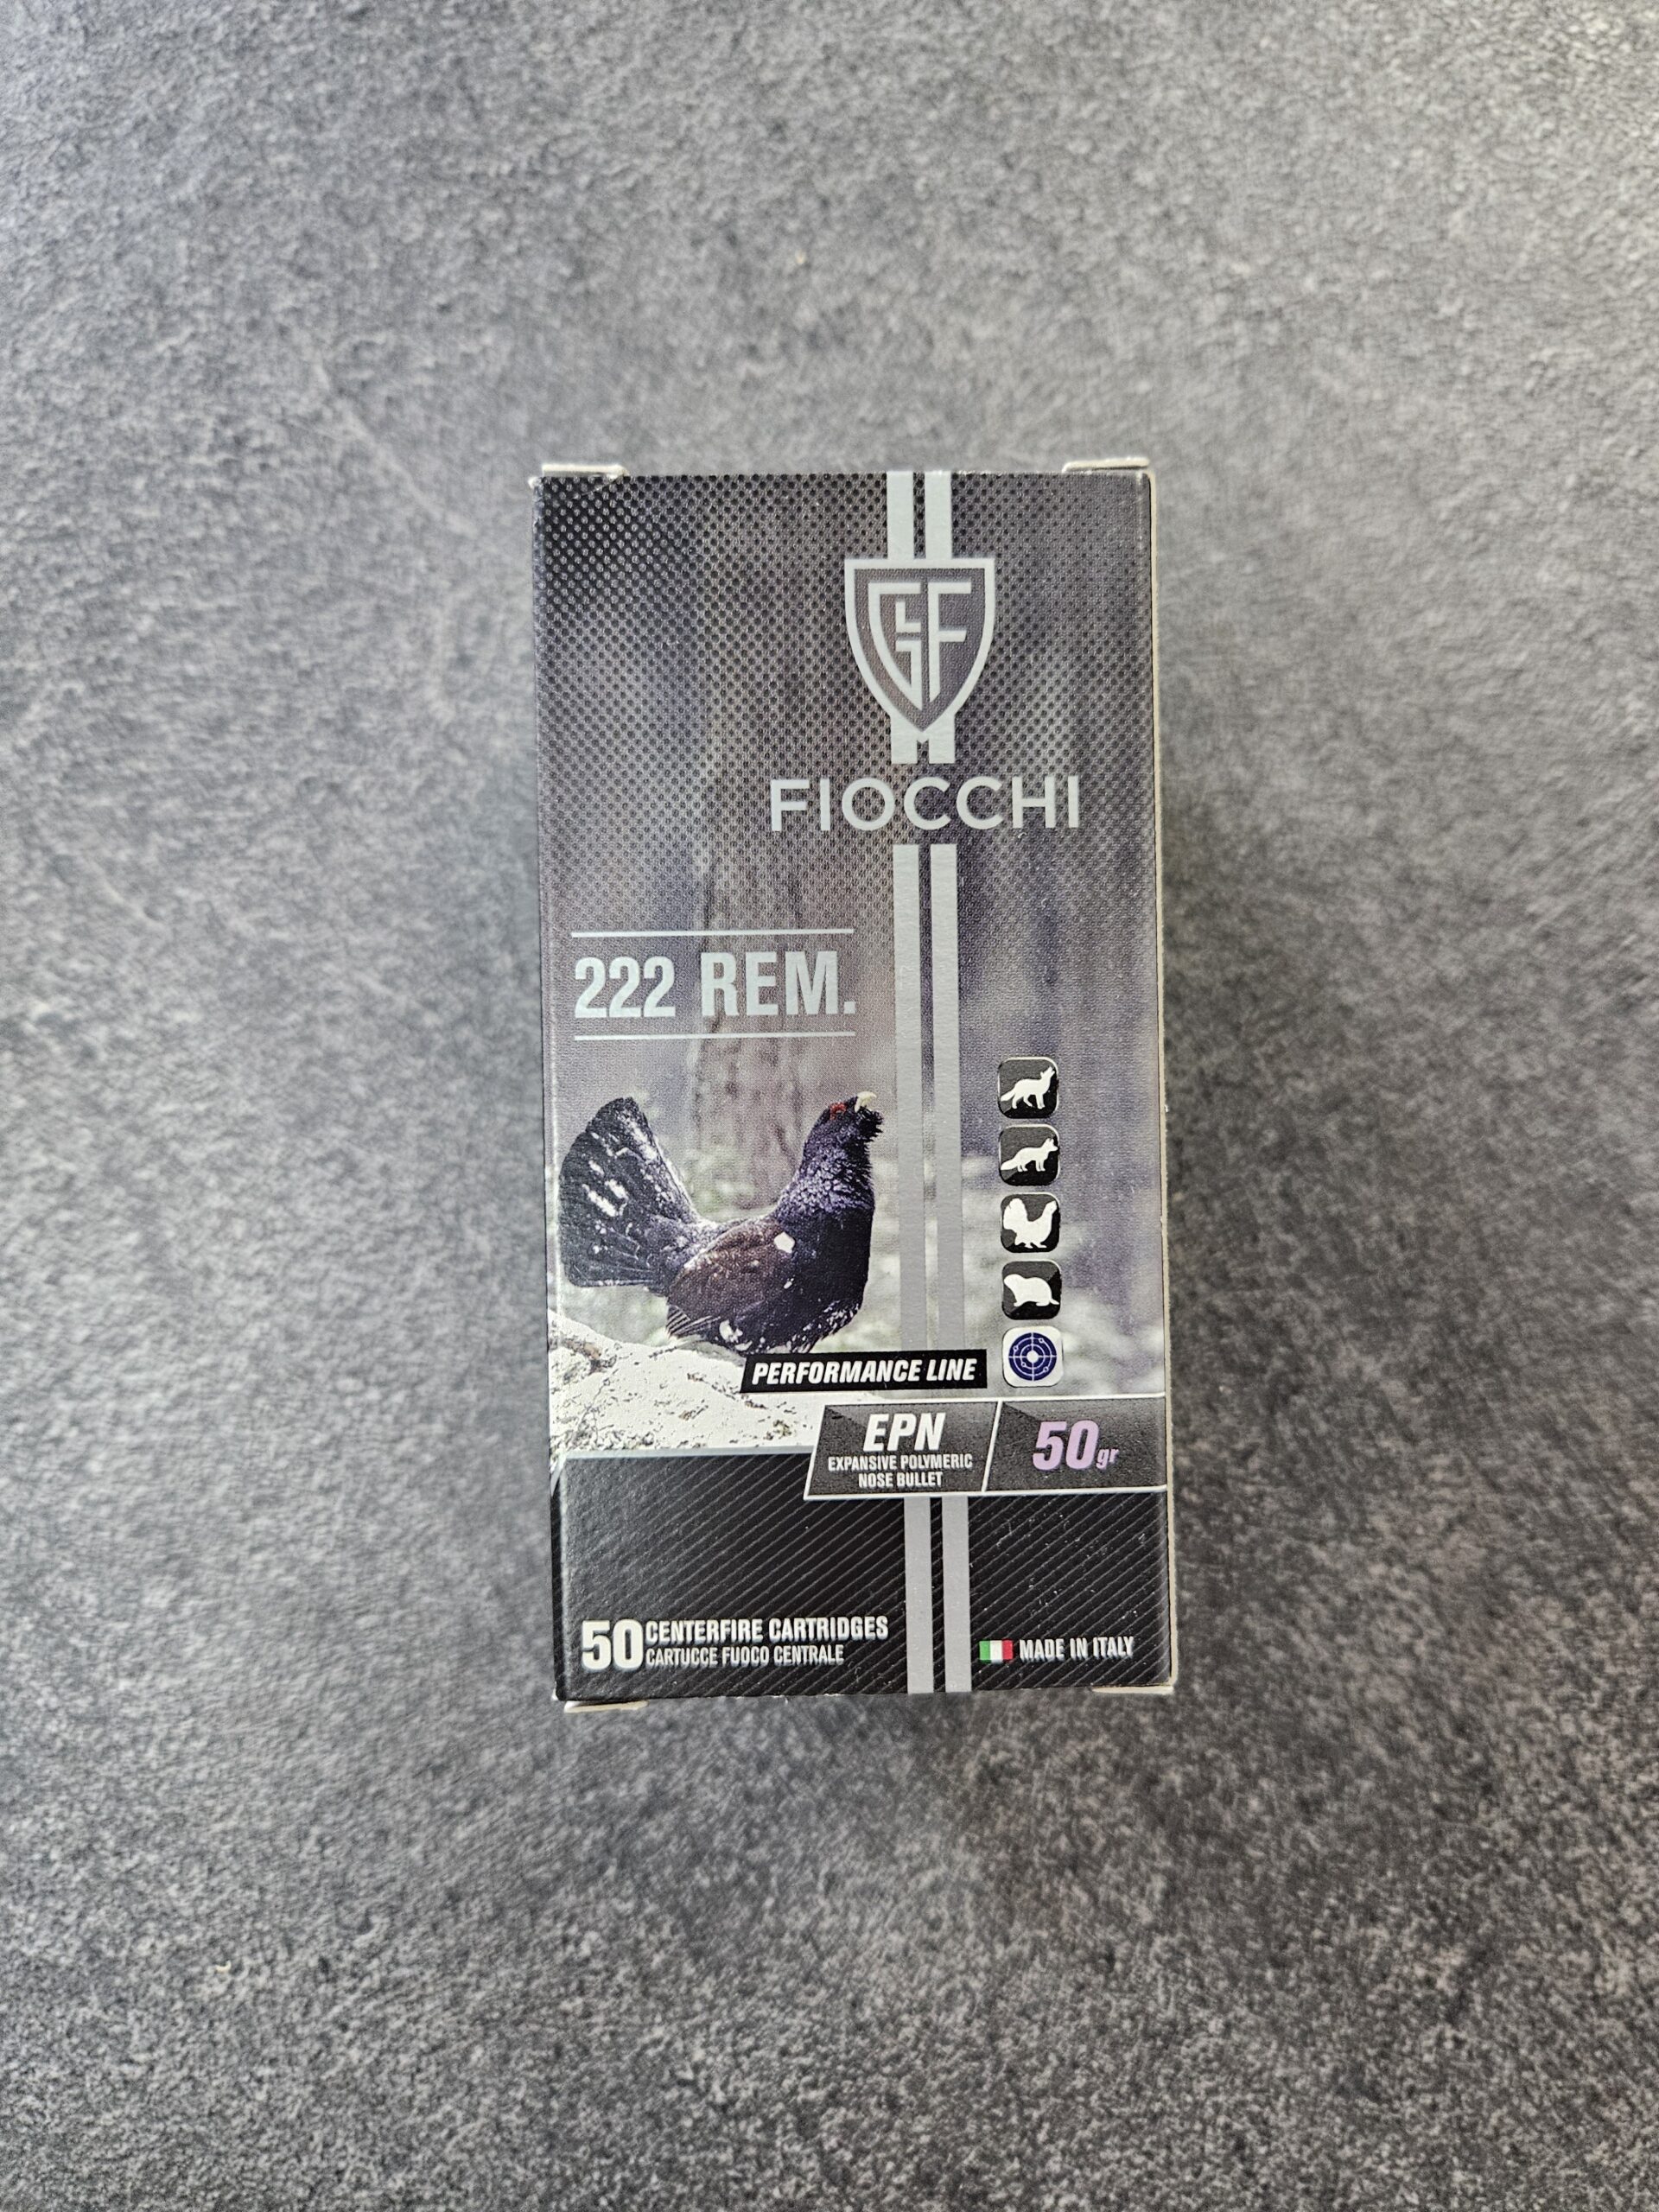 GF
FIOCCHI
222 REM.
PERFORMANCE LINE
EPN
EXPANSIVE POLYMERIC
NOSE BULLET
50gr
50 CENTERFIRE CARTRIDGES
CARTUCCE FUOCO CENTRALE
MADE IN ITALY